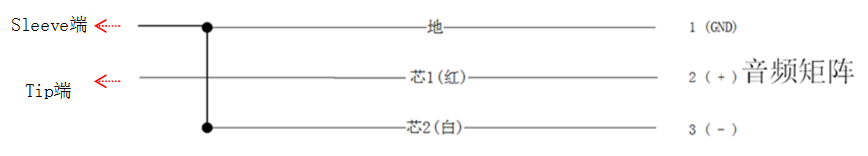 Sleeve端 地 1 (GND)
Tip端 芯1(红) 2 (+) 音频矩阵
芯2(白) 3 (-)